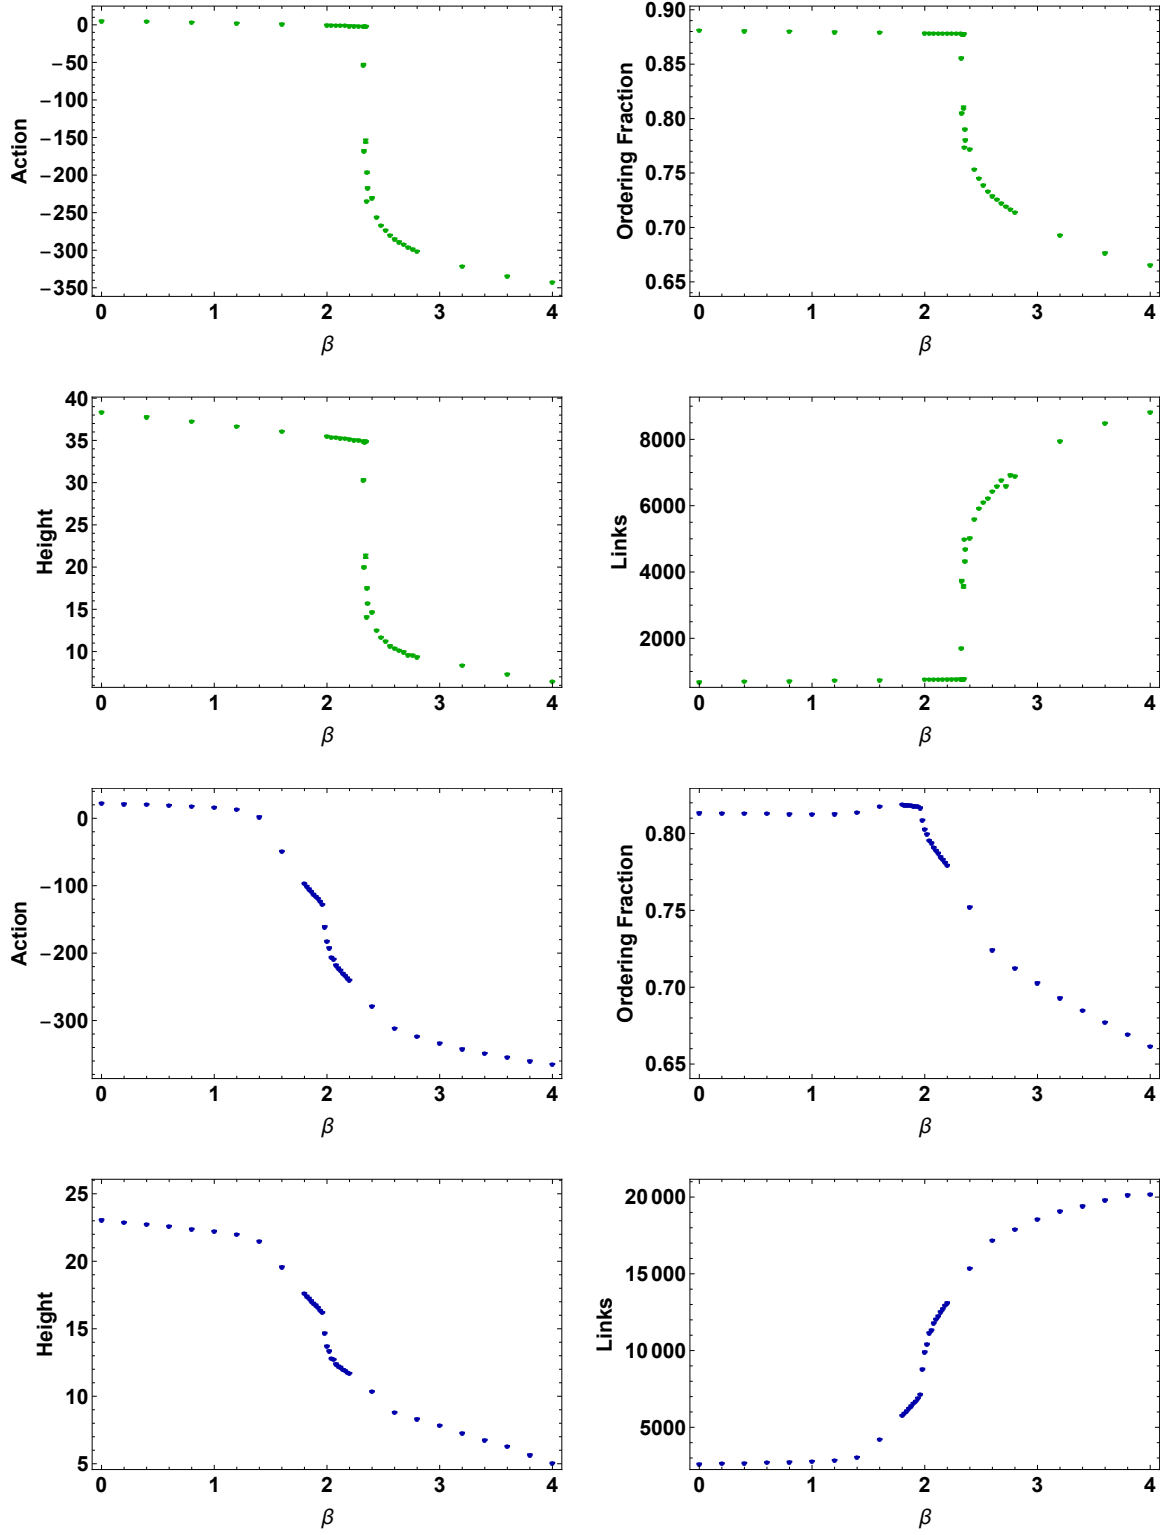 0
−50
−100
−150
−200
−250
−300
−350
Action
0 1 2 3 4
β
0.90
0.85
0.80
0.75
0.70
0.65
Ordering Fraction
0 1 2 3 4
β
40
35
30
25
20
15
10
Height
0 1 2 3 4
β
8000
6000
4000
2000
Links
0 1 2 3 4
β
0
−100
−200
−300
Action
0 1 2 3 4
β
0.80
0.75
0.70
0.65
Ordering Fraction
0 1 2 3 4
β
25
20
15
10
5
Height
0 1 2 3 4
β
20 000
15 000
10 000
5000
Links
0 1 2 3 4
β